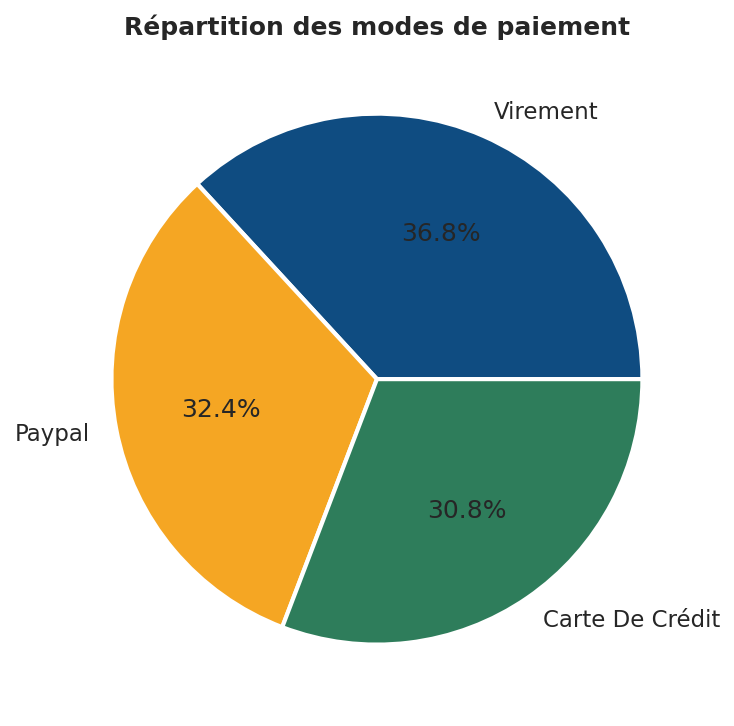 Répartition des modes de paiement
Virement
36.8%
32.4%
Paypal
30.8%
Carte De Crédit